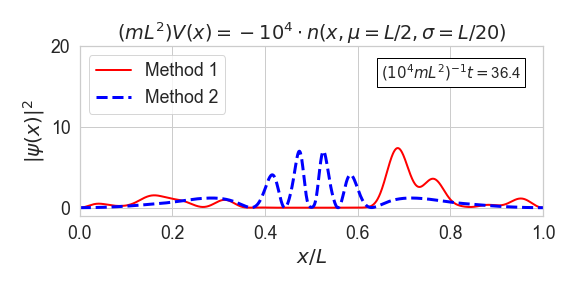 (mL²)V(x) = −10⁴ · n(x, μ = L/2, σ = L/20)
20
10
0
|ψ(x)|²
Method 1
Method 2
(10⁴mL²)⁻¹t = 36.4
0.0 0.2 0.4 0.6 0.8 1.0
x/L